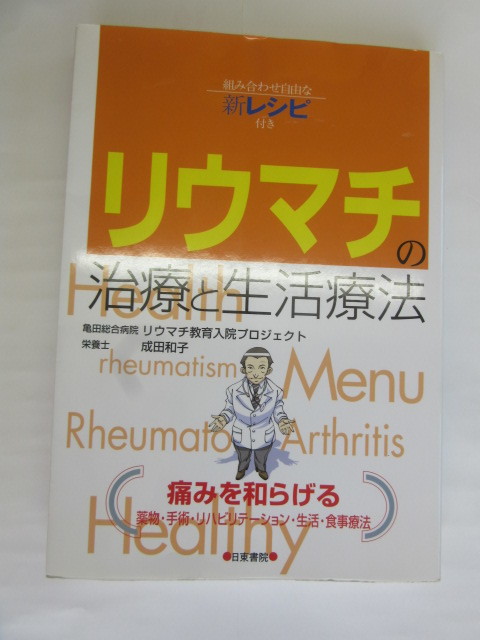 組み合わせ自由な
新レシピ
付き
リウマチの
治療と生活療法
Health
亀田総合病院 リウマチ教育入院プロジェクト
栄養士 成田和子
rheumatism Menu
Rheumato Arthritis
痛みを和らげる
薬物・手術・リハビリテーション・生活・食事療法
Healthy
●日東書院●